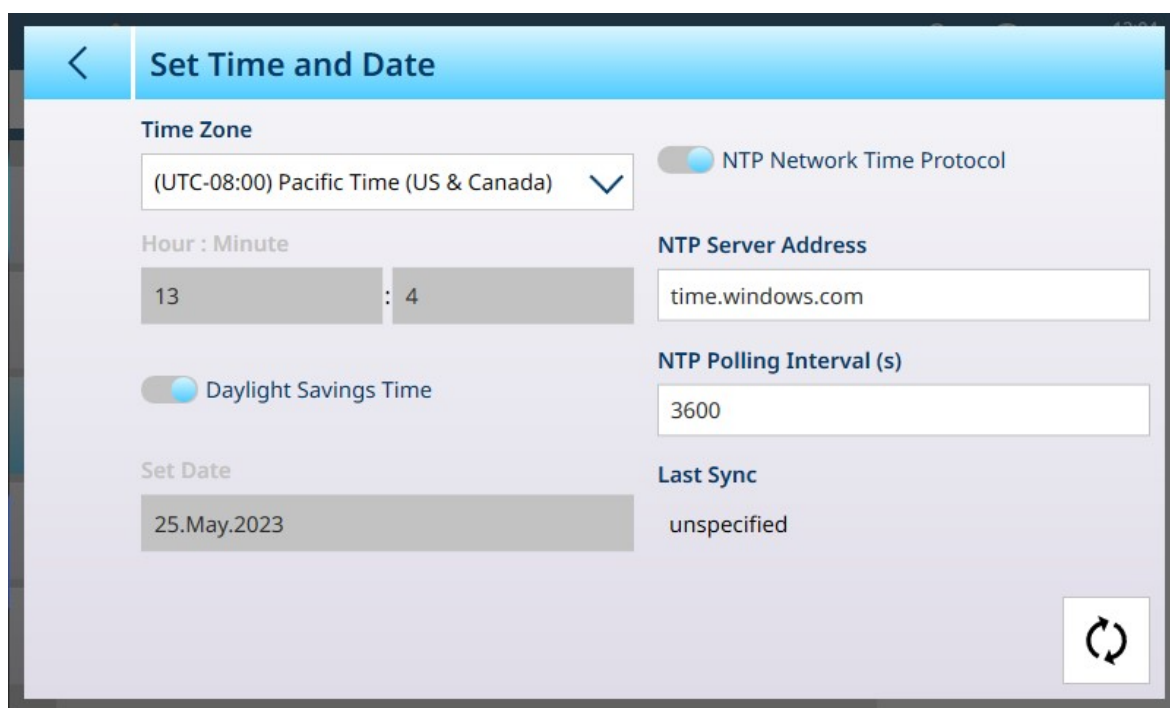 Set Time and Date
Time Zone
(UTC-08:00) Pacific Time (US & Canada)
NTP Network Time Protocol
Hour : Minute
13 : 4
NTP Server Address
time.windows.com
Daylight Savings Time
NTP Polling Interval (s)
3600
Set Date
25.May.2023
Last Sync
unspecified